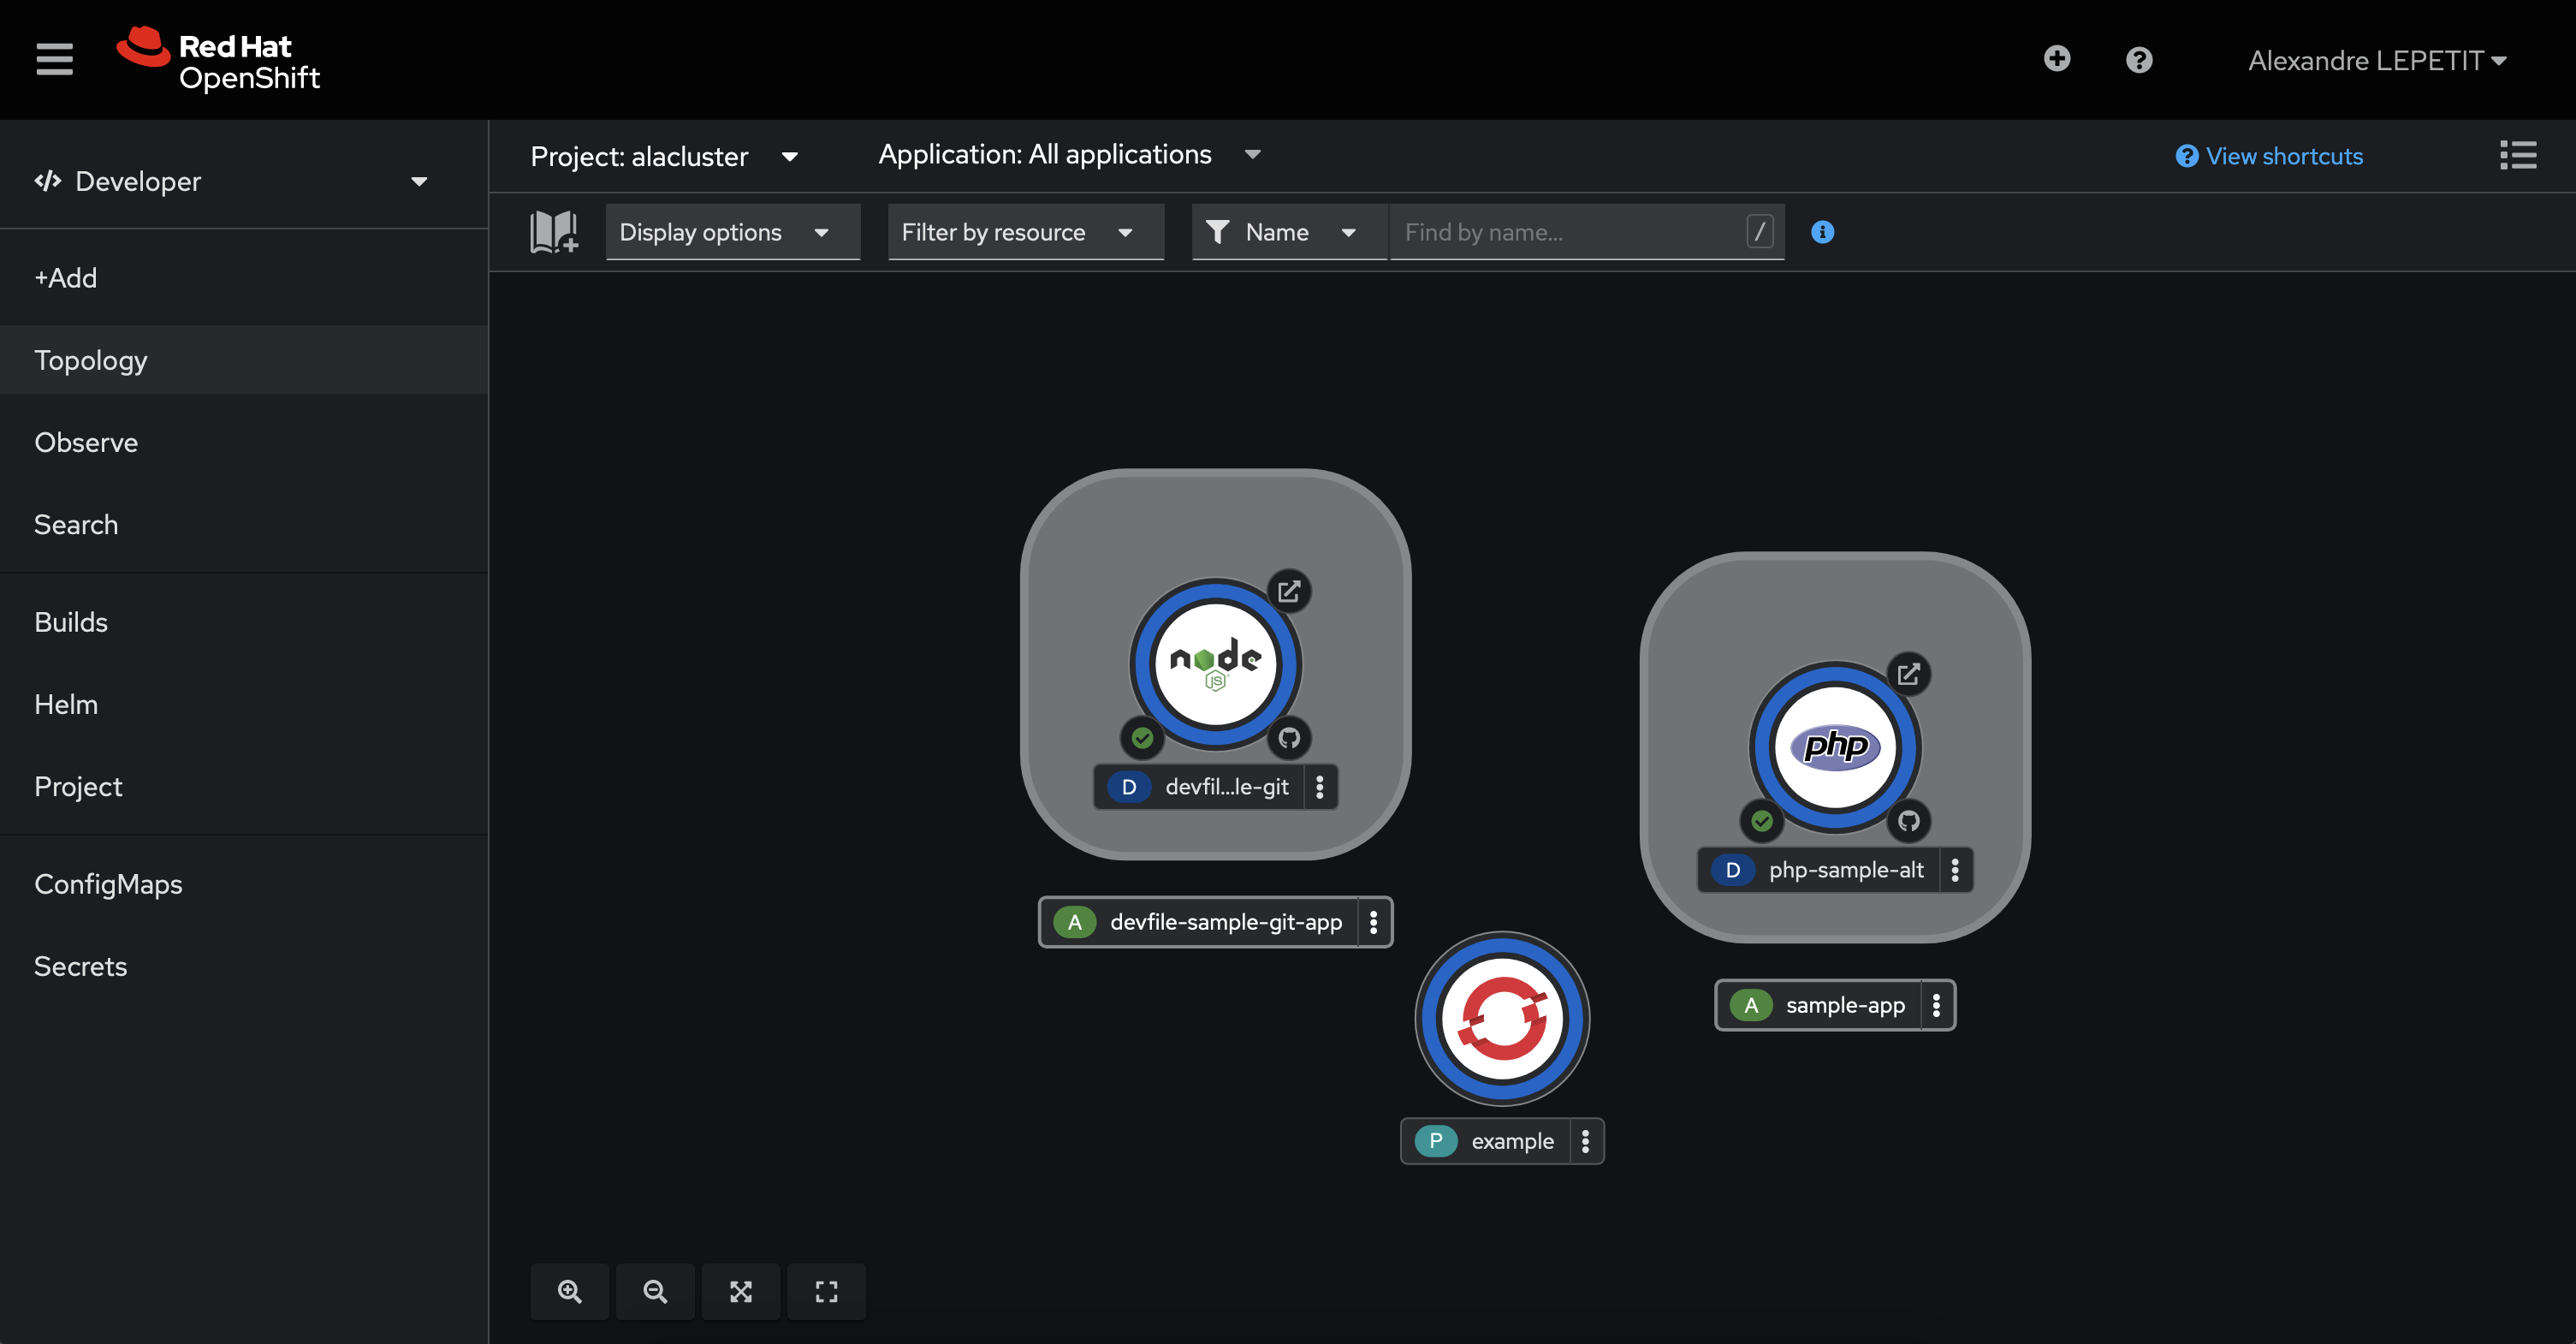 Red Hat
OpenShift
Alexandre LEPETIT
Developer
+Add
Topology
Observe
Search
Builds
Helm
Project
ConfigMaps
Secrets
Project: alacluster
Application: All applications
View shortcuts
Display options
Filter by resource
Name
Find by name...
/
node
JS
D devfil...le-git
A devfile-sample-git-app
php
D php-sample-alt
A sample-app
P example